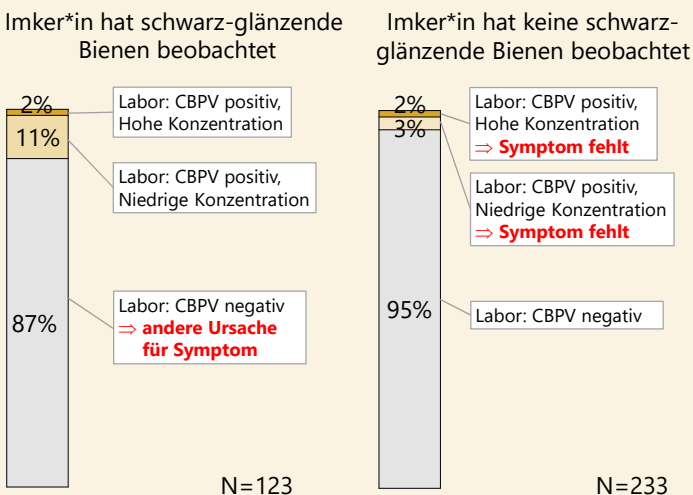 Imker*in hat schwarz-glänzende
Bienen beobachtet
2%
11%
87%
Labor: CBPV positiv,
Hohe Konzentration
Labor: CBPV positiv,
Niedrige Konzentration
Labor: CBPV negativ
⇒ andere Ursache
für Symptom
N=123
Imker*in hat keine schwarz-
glänzende Bienen beobachtet
2%
3%
95%
Labor: CBPV positiv,
Hohe Konzentration
⇒ Symptom fehlt
Labor: CBPV positiv,
Niedrige Konzentration
⇒ Symptom fehlt
Labor: CBPV negativ
N=233